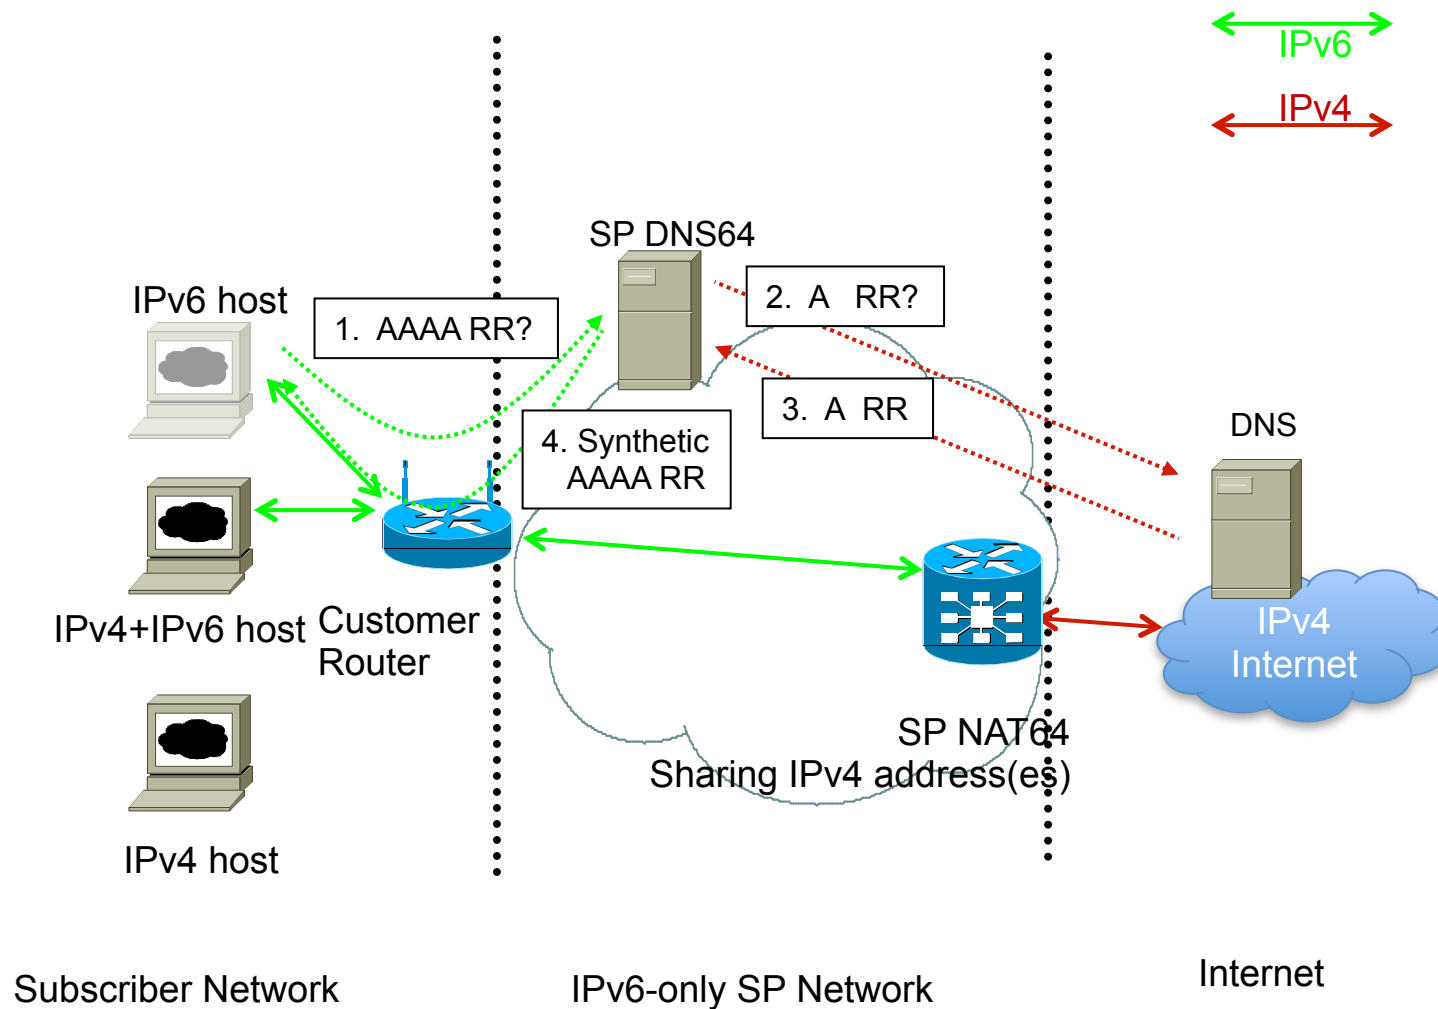 IPv6
IPv4
SP DNS64
IPv6 host
1. AAAA RR?
2. A RR?
3. A RR
4. Synthetic
AAAA RR
DNS
IPv4+IPv6 host
Customer
Router
IPv4
Internet
SP NAT64
Sharing IPv4 address(es)
IPv4 host
Subscriber Network
IPv6-only SP Network
Internet